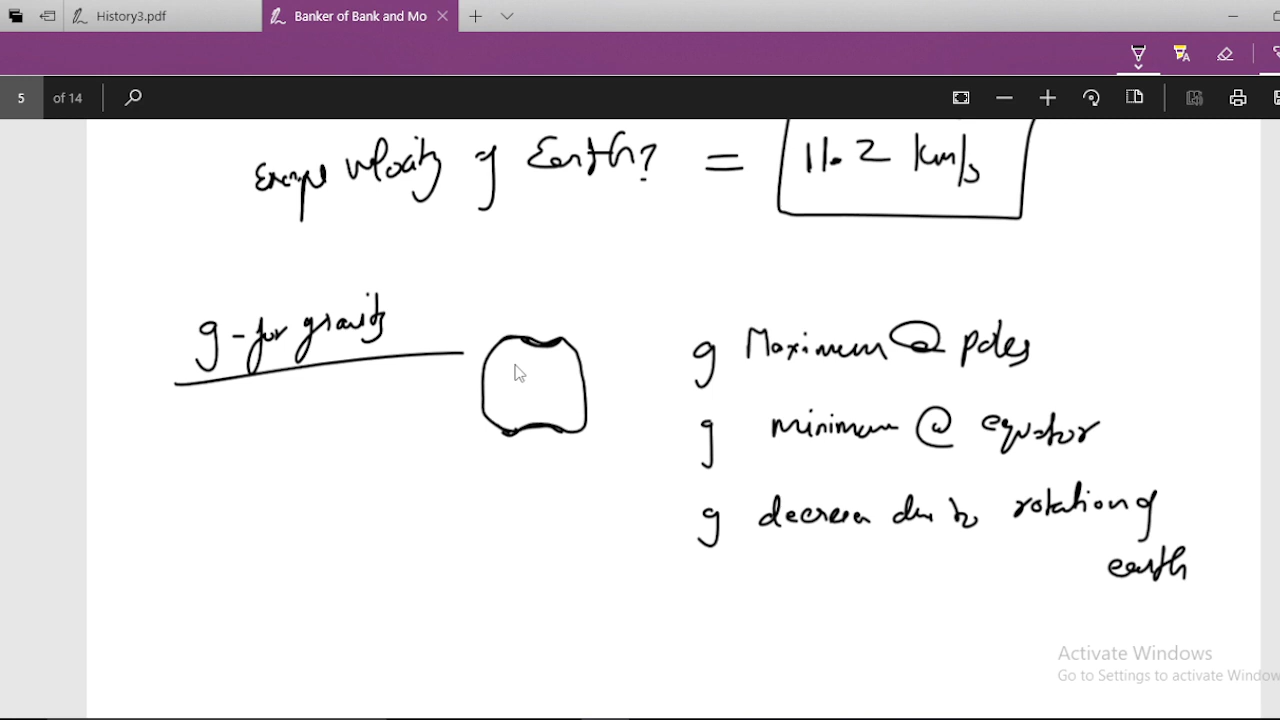 History3.pdf
Banker of Bank and Mo
5 of 14
Escape velocity of Earth? = 11.2 km/s
g - for gravity
g Maximum @ poles
g minimum @ equator
g decreses due to rotation of
earth
Activate Windows
Go to Settings to activate Window